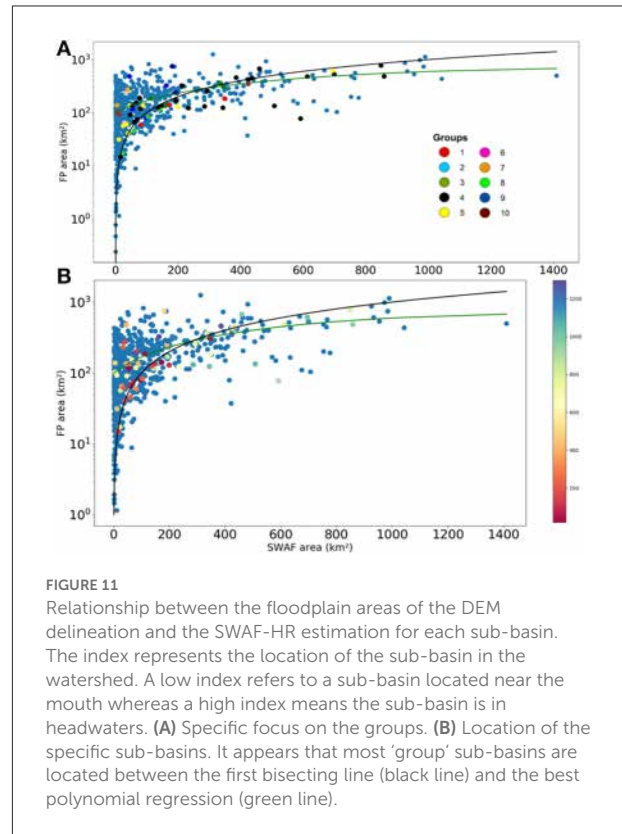 A
10³
10²
10¹
10⁰
FP area (km²)
Groups
1 6
2 7
3 8
4 9
5 10
0 200 400 600 800 1000 1200 1400
B
10³
10²
10¹
10⁰
FP area (km²)
1200
1000
800
600
400
200
0 200 400 600 800 1000 1200 1400
SWAF area (km²)
FIGURE 11
Relationship between the floodplain areas of the DEM
delineation and the SWAF-HR estimation for each sub-basin.
The index represents the location of the sub-basin in the
watershed. A low index refers to a sub-basin located near the
mouth whereas a high index means the sub-basin is in
headwaters. (A) Specific focus on the groups. (B) Location of the
specific sub-basins. It appears that most ‘group’ sub-basins are
located between the first bisecting line (black line) and the best
polynomial regression (green line).